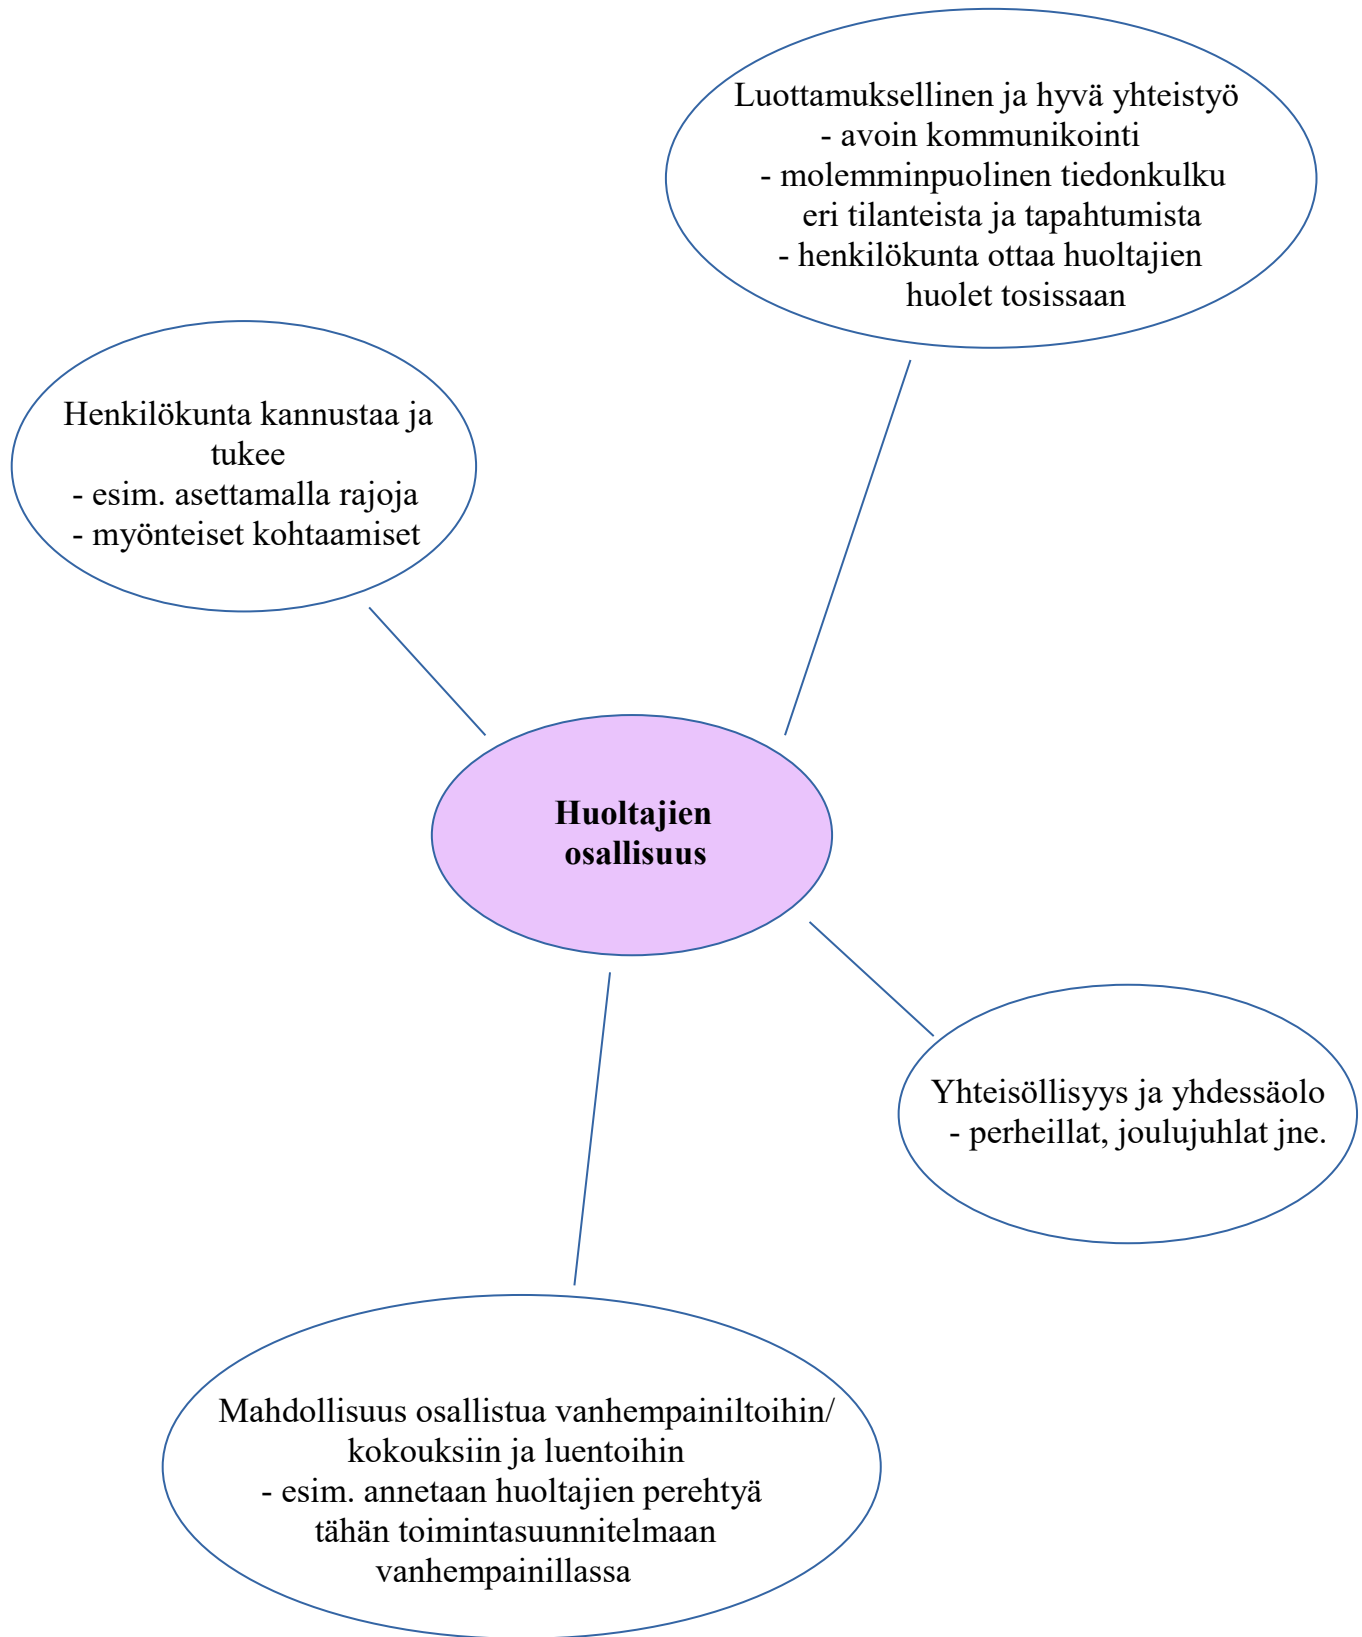 Luottamuksellinen ja hyvä yhteistyö
- avoin kommunikointi
- molemminpuolinen tiedonkulku
eri tilanteista ja tapahtumista
- henkilökunta ottaa huoltajien
huolet tosissaan
Henkilökunta kannustaa ja
tukee
- esim. asettamalla rajoja
- myönteiset kohtaamiset
Huoltajien
osallisuus
Yhteisöllisyys ja yhdessäolo
- perheillat, joulujuhlat jne.
Mahdollisuus osallistua vanhempainiltoihin/
kokouksiin ja luentoihin
- esim. annetaan huoltajien perehtyä
tähän toimintasuunnitelmaan
vanhempainillassa